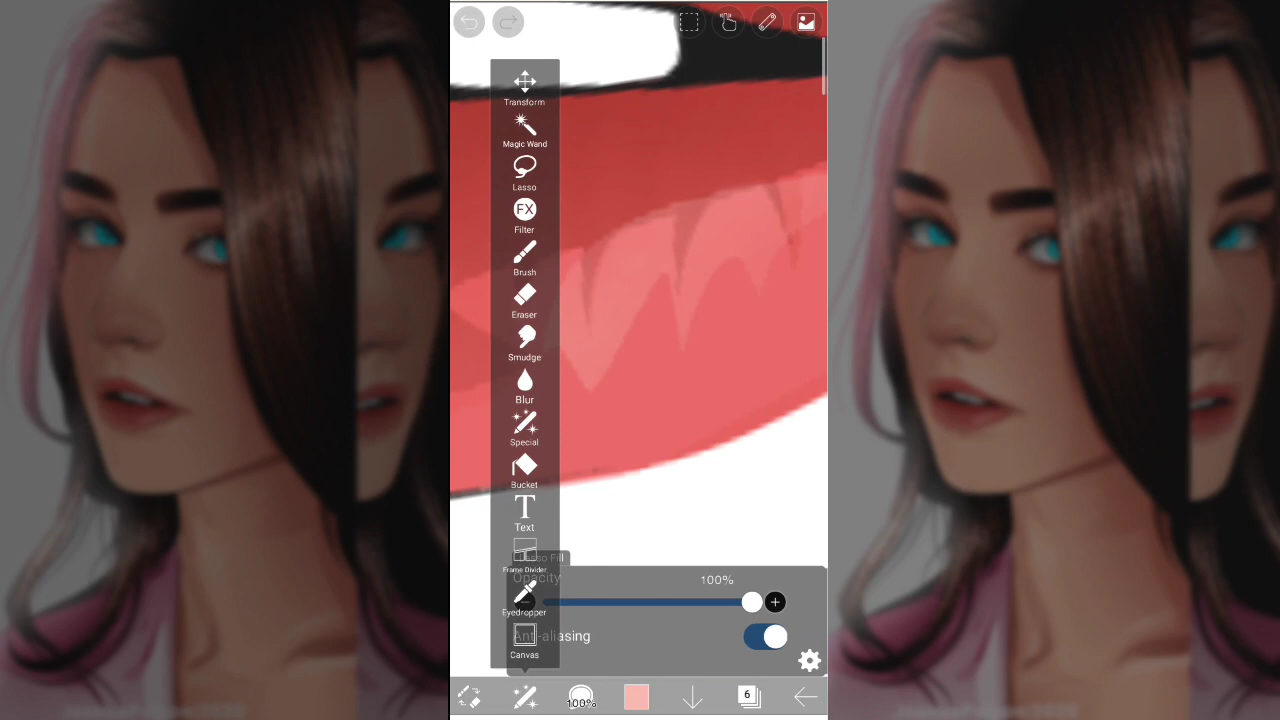 Transform
Magic Wand
Lasso
FX
Filter
Brush
Eraser
Smudge
Blur
Special
Bucket
T
Text
Lasso Fill
Frame Divider
Opacity
100%
Eyedropper
Anti-aliasing
Canvas
100%
6